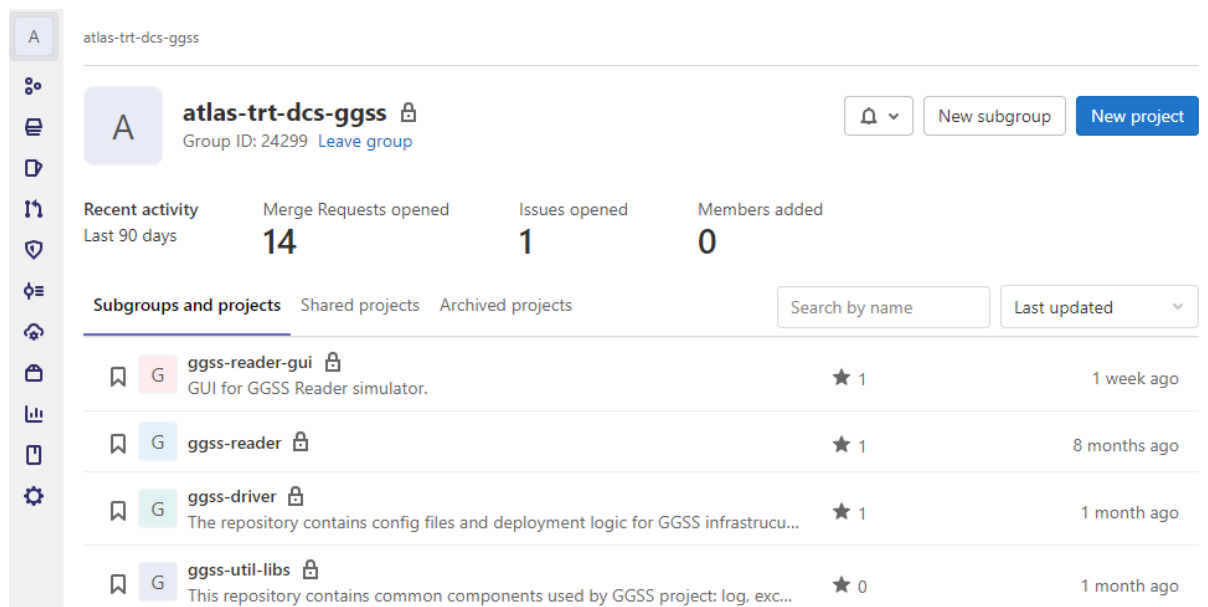 A
atlas-trt-dcs-ggss
A
atlas-trt-dcs-ggss
Group ID: 24299 Leave group
New subgroup
New project
Recent activity
Last 90 days
Merge Requests opened
14
Issues opened
1
Members added
0
Subgroups and projects Shared projects Archived projects
Search by name
Last updated
G
ggss-reader-gui
GUI for GGSS Reader simulator.
1
1 week ago
G
ggss-reader
1
8 months ago
G
ggss-driver
The repository contains config files and deployment logic for GGSS infrastrucu...
1
1 month ago
G
ggss-util-libs
This repository contains common components used by GGSS project: log, exc...
0
1 month ago